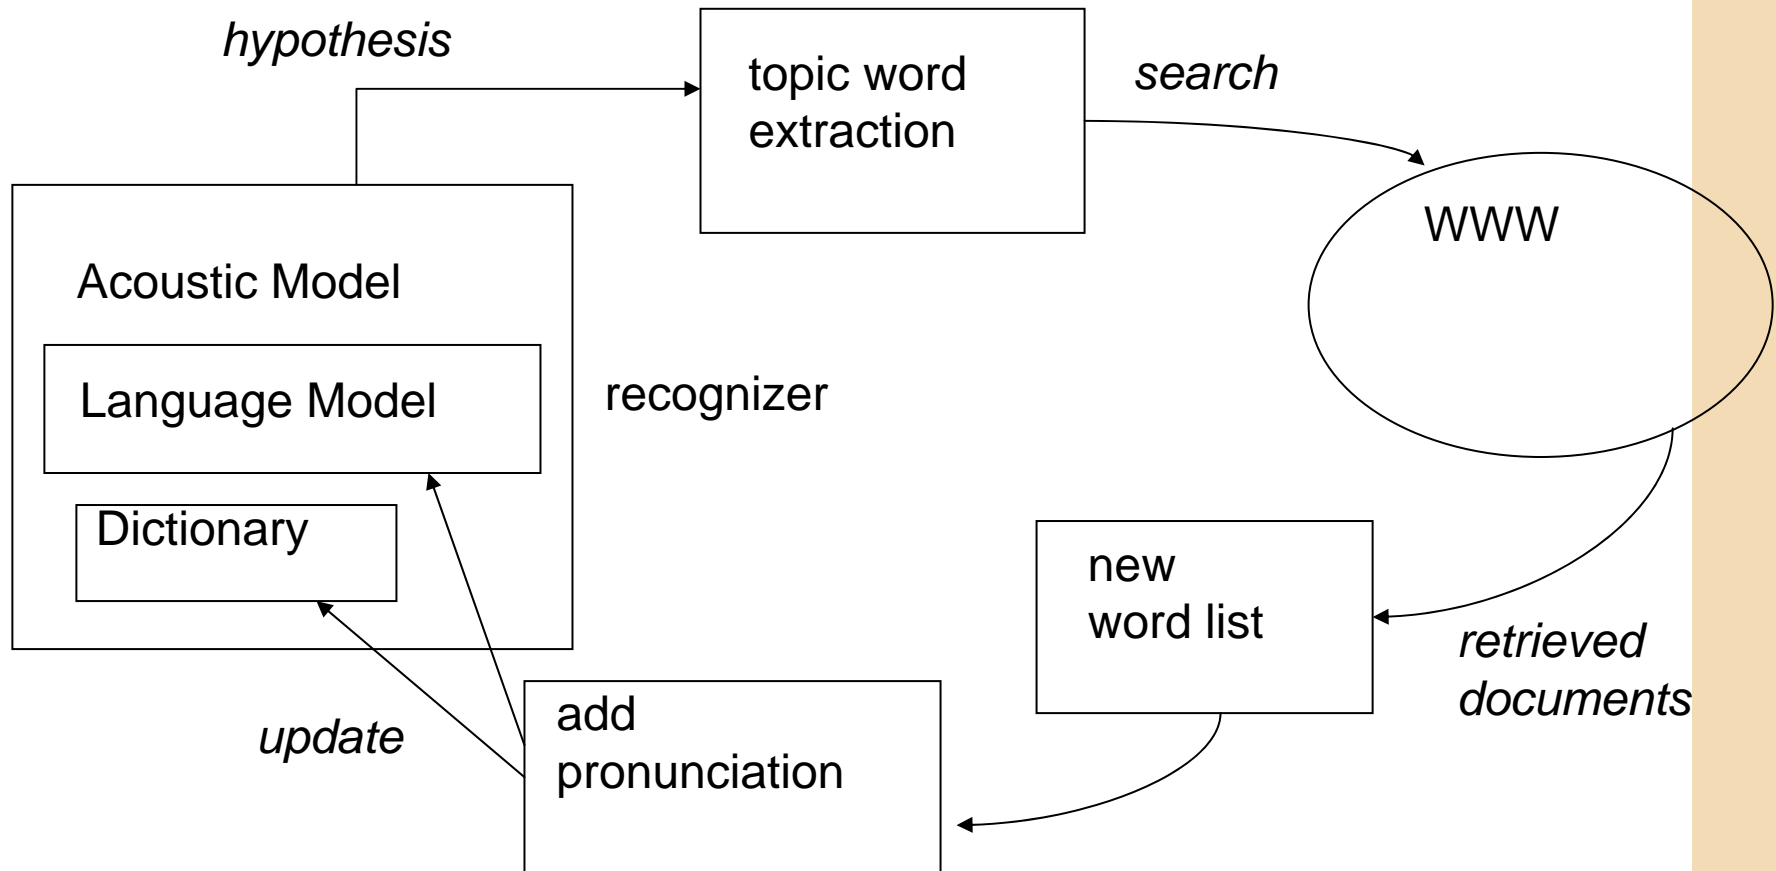 hypothesis
topic word
extraction
search
WWW
Acoustic Model
Language Model
recognizer
Dictionary
new
word list
retrieved
documents
add
pronunciation
update